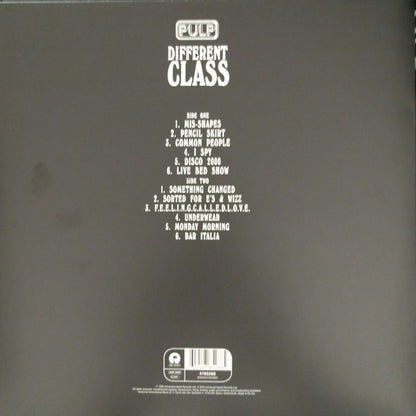 PULP
DIFFERENT
CLASS
SIDE ONE
1. MIS-SHAPES
2. PENCIL SKIRT
3. COMMON PEOPLE
4. I SPY
5. DISCO 2000
6. LIVE BED SHOW
SIDE TWO
1. SOMETHING CHANGED
2. SORTED FOR E'S & WIZZ
3. F.E.E.L.I.N.G.C.A.L.L.E.D.L.O.V.E.
4. UNDERWEAR
5. MONDAY MORNING
6. BAR ITALIA